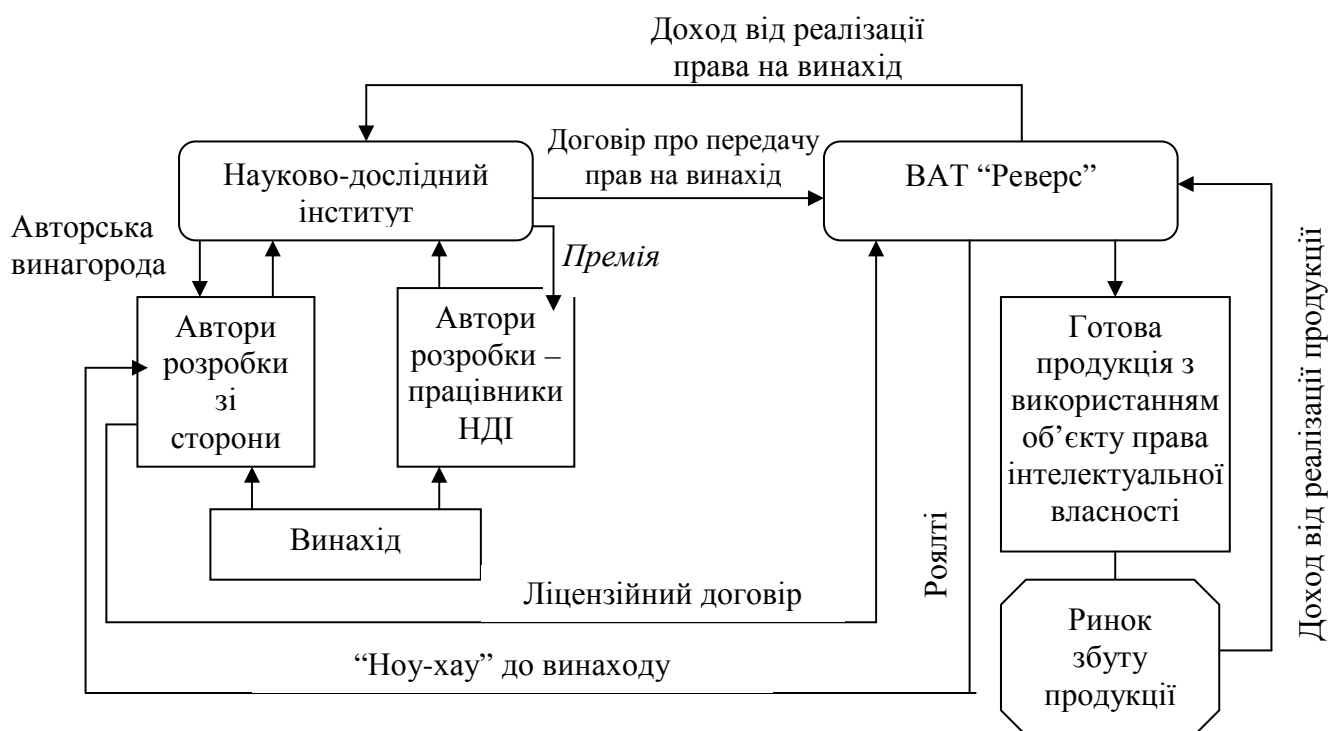 Доход від реалізації
права на винахід
Договір про передачу
прав на винахід
Науково-дослідний
інститут
ВАТ “Реверс”
Авторська
винагорода
Премія
Автори
розробки
зі
сторони
Автори
розробки –
працівники
НДІ
Готова
продукція з
використанням
об’єкту права
інтелектуальної
власності
Доход від реалізації продукції
Винахід
Роялті
Ліцензійний договір
“Ноу-хау” до винаходу
Ринок
збуту
продукції